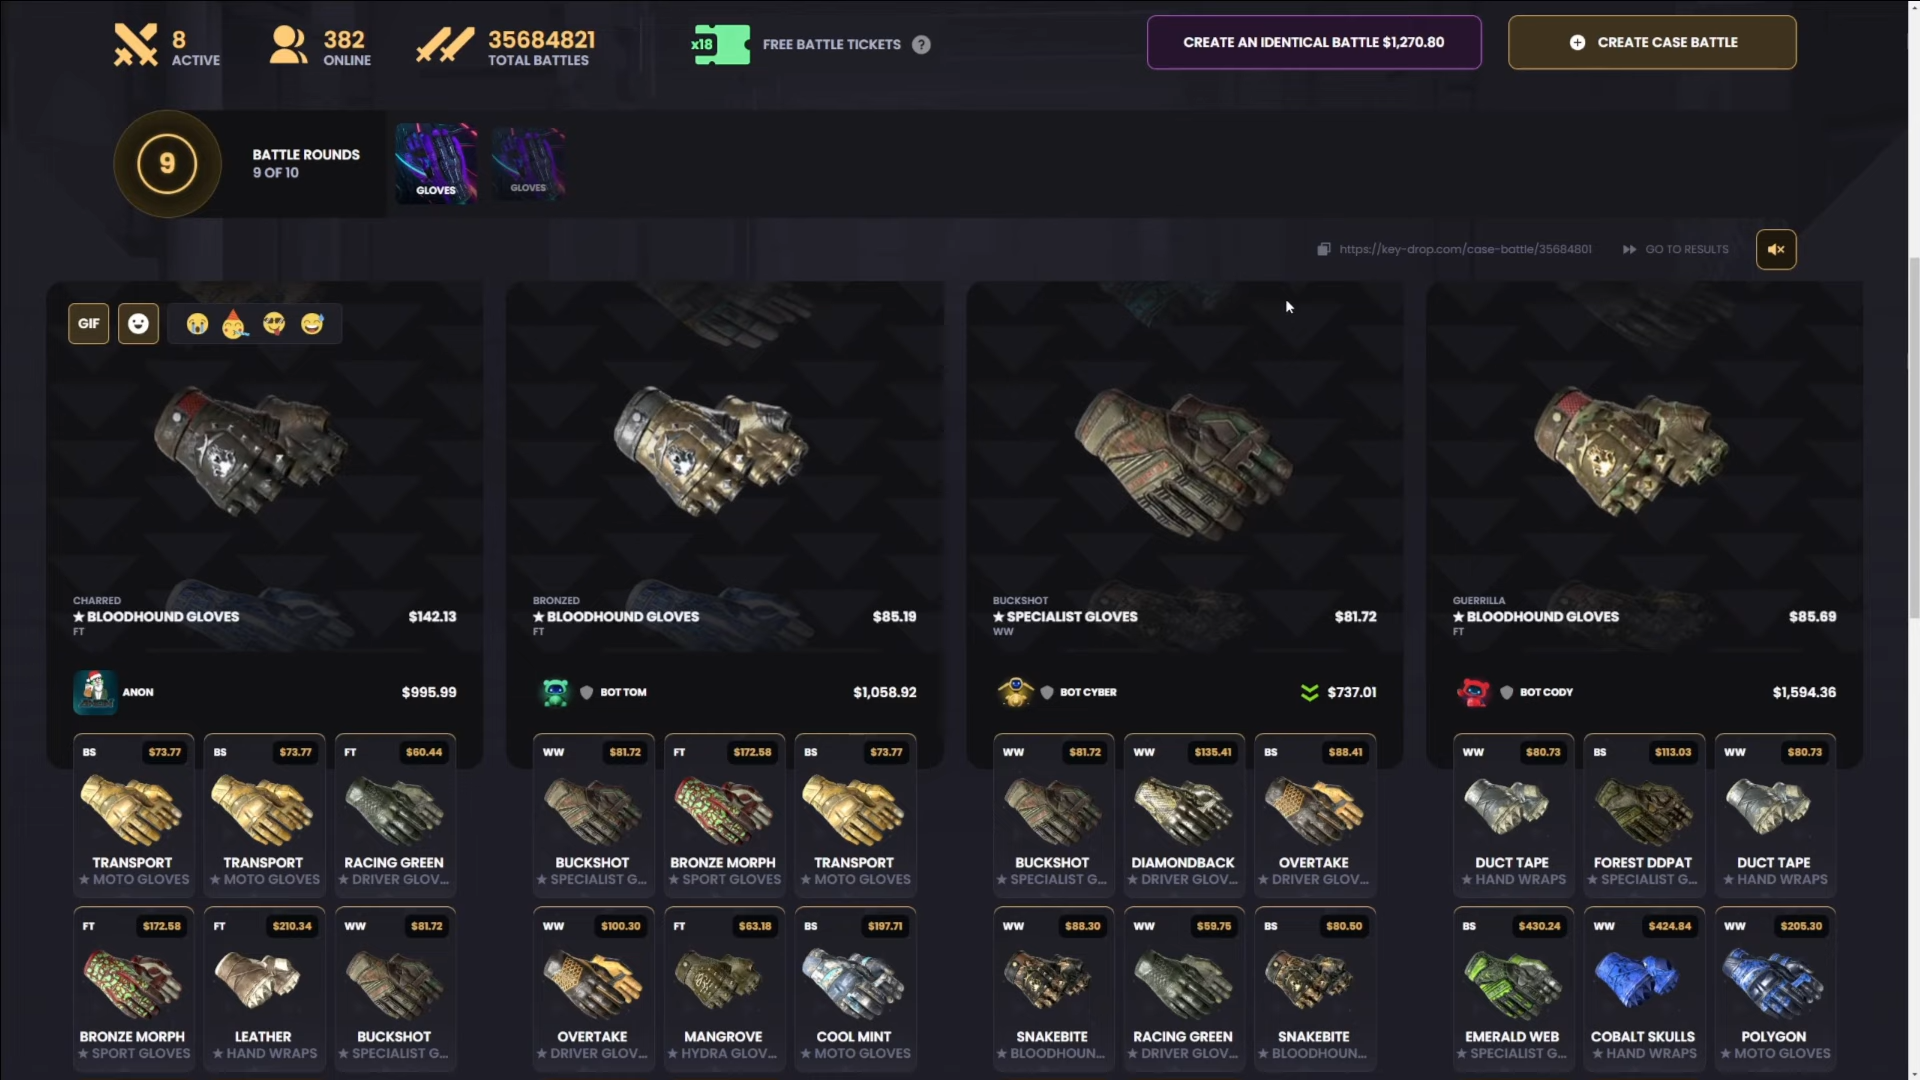 8
ACTIVE
382
ONLINE
35684821
TOTAL BATTLES
x18
FREE BATTLE TICKETS
?
CREATE AN IDENTICAL BATTLE $1,270.80
CREATE CASE BATTLE
9
BATTLE ROUNDS
9 OF 10
GLOVES
GLOVES
https://key-drop.com/case-battle/35684801
GO TO RESULTS
GIF
CHARRED
★ BLOODHOUND GLOVES
$142.13
FT
BRONZED
★ BLOODHOUND GLOVES
$85.19
FT
BUCKSHOT
★ SPECIALIST GLOVES
$81.72
WW
GUERRILLA
★ BLOODHOUND GLOVES
$85.69
FT
ANON
$995.99
BOT TOM
$1,058.92
BOT CYBER
$737.01
BOT CODY
$1,594.36
BS $73.77
TRANSPORT
★ MOTO GLOVES
BS $73.77
TRANSPORT
★ MOTO GLOVES
FT $60.44
RACING GREEN
★ DRIVER GLOV...
WW $81.72
BUCKSHOT
★ SPECIALIST G...
FT $172.58
BRONZE MORPH
★ SPORT GLOVES
BS $73.77
TRANSPORT
★ MOTO GLOVES
WW $81.72
BUCKSHOT
★ SPECIALIST G...
WW $135.41
DIAMONDBACK
★ DRIVER GLOV...
BS $88.41
OVERTAKE
★ DRIVER GLOV...
WW $80.73
DUCT TAPE
★ HAND WRAPS
BS $113.03
FOREST DDPAT
★ SPECIALIST G...
WW $80.73
DUCT TAPE
★ HAND WRAPS
FT $172.58
BRONZE MORPH
★ SPORT GLOVES
FT $210.34
LEATHER
★ HAND WRAPS
WW $81.72
BUCKSHOT
★ SPECIALIST G...
WW $100.30
OVERTAKE
★ DRIVER GLOV...
FT $63.18
MANGROVE
★ HYDRA GLOV...
BS $197.71
COOL MINT
★ MOTO GLOVES
WW $88.30
SNAKEBITE
★ BLOODHOUN...
WW $59.75
RACING GREEN
★ DRIVER GLOV...
BS $80.50
SNAKEBITE
★ BLOODHOUN...
BS $430.24
EMERALD WEB
★ SPECIALIST G...
WW $424.84
COBALT SKULLS
★ HAND WRAPS
WW $205.30
POLYGON
★ MOTO GLOVES